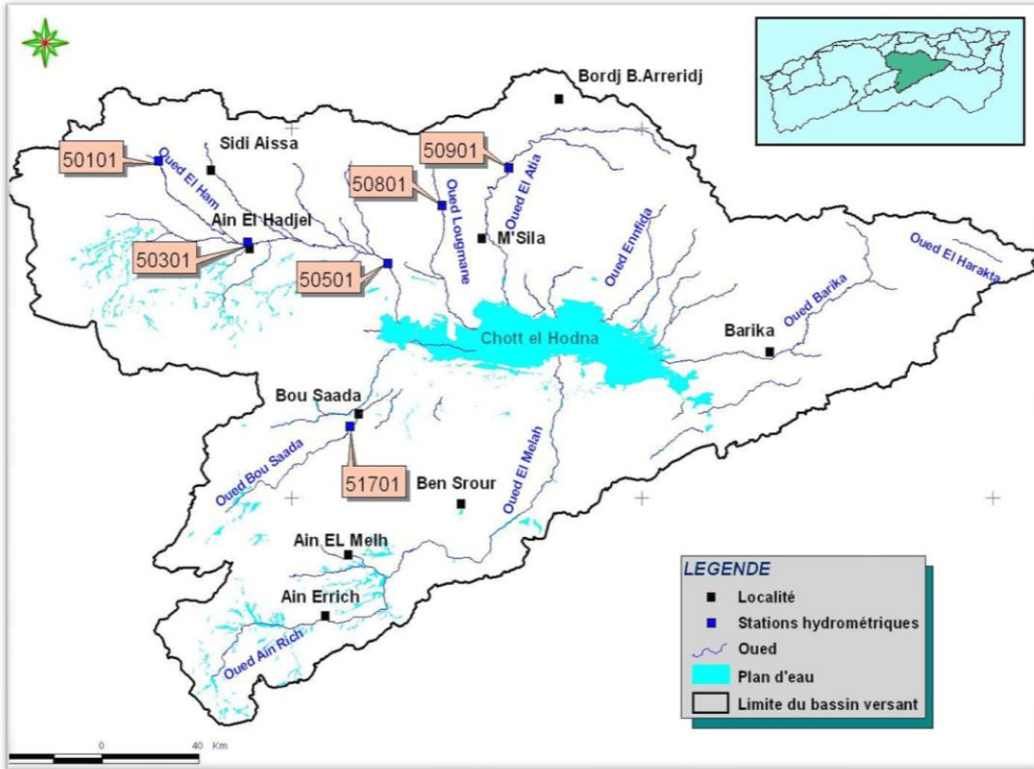 Bordj B.Arreridj
Sidi Aissa
50101
50901
Oued El Ham
50801
Oued El Atia
Oued Lougmane
Ain El Hadjel
M'Sila
50301
50501
Oued Ennfida
Oued El Harakta
Oued Barika
Chott el Hodna
Barika
Bou Saada
Oued Bou Saada
51701
Ben Srour
Oued El Melah
Ain EL Melh
Ain Errich
Oued Ain Rich
LEGENDE
Localité
Stations hydrométriques
Oued
Plan d'eau
Limite du bassin versant
0 40 Km